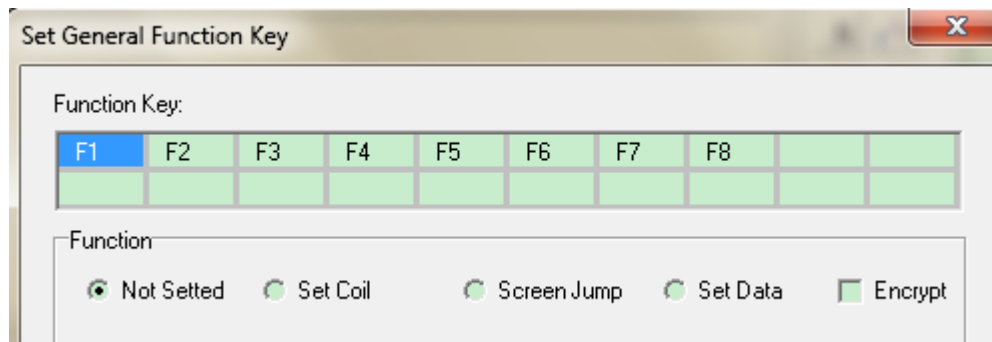 Set General Function Key
Function Key:
F1 F2 F3 F4 F5 F6 F7 F8
Function
Not Setted Set Coil Screen Jump Set Data Encrypt